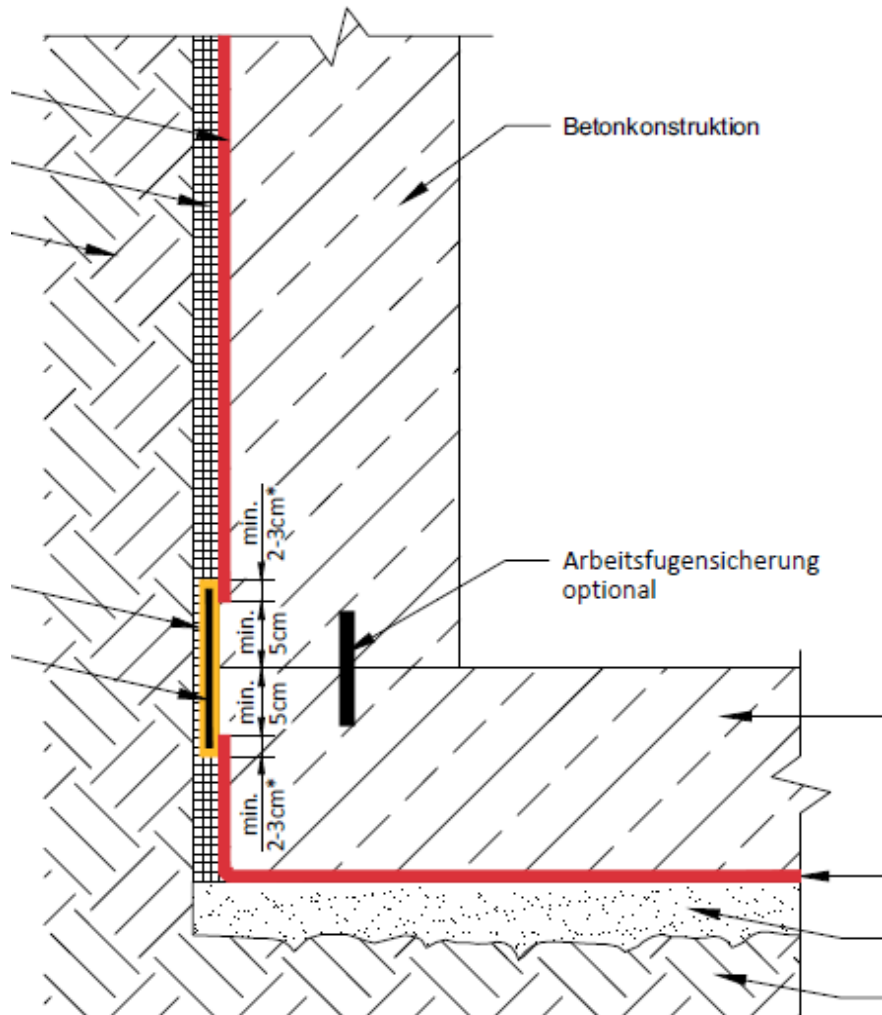 Betonkonstruktion
min.
2-3cm*
Arbeitsfugensicherung
optional
min.
5cm
min.
5cm
min.
2-3cm*